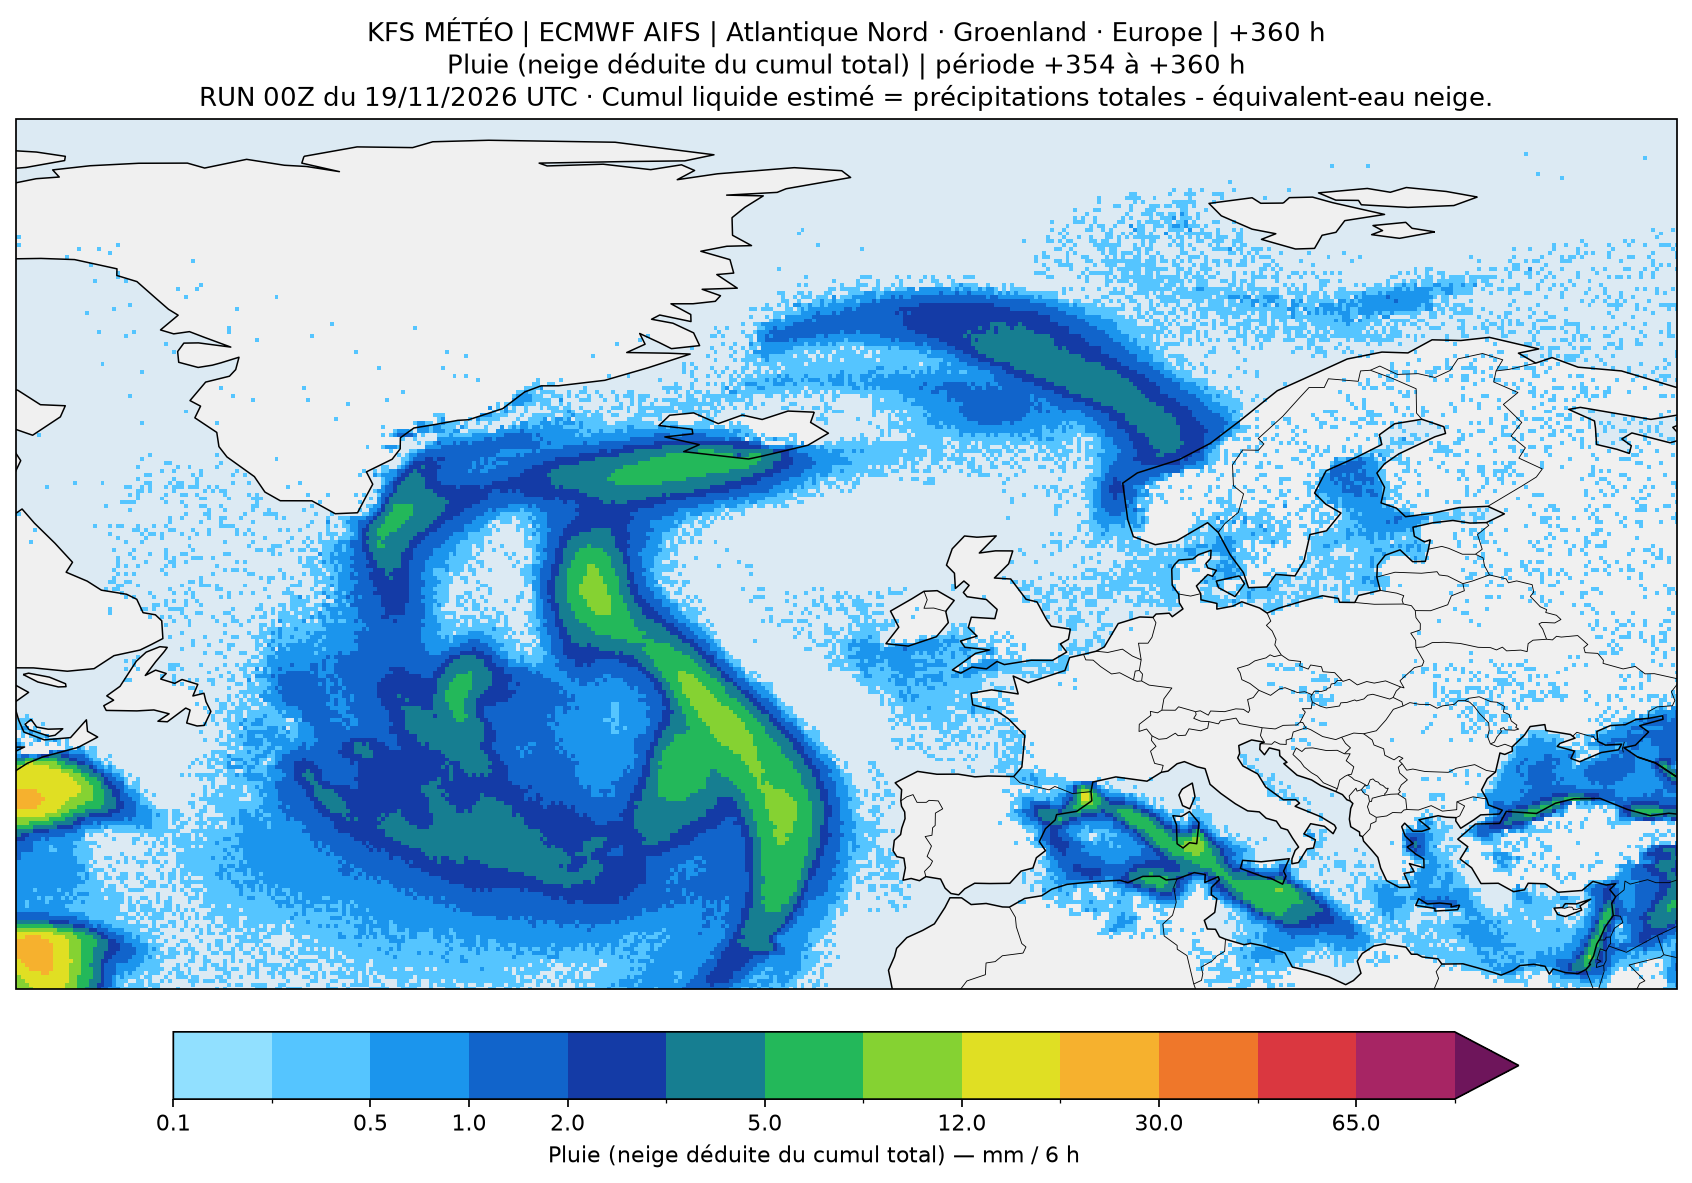 KFS MÉTÉO | ECMWF AIFS | Atlantique Nord · Groenland · Europe | +360 h
Pluie (neige déduite du cumul total) | période +354 à +360 h
RUN 00Z du 19/11/2026 UTC · Cumul liquide estimé = précipitations totales - équivalent-eau neige.
0.1 0.5 1.0 2.0 5.0 12.0 30.0 65.0
Pluie (neige déduite du cumul total) — mm / 6 h